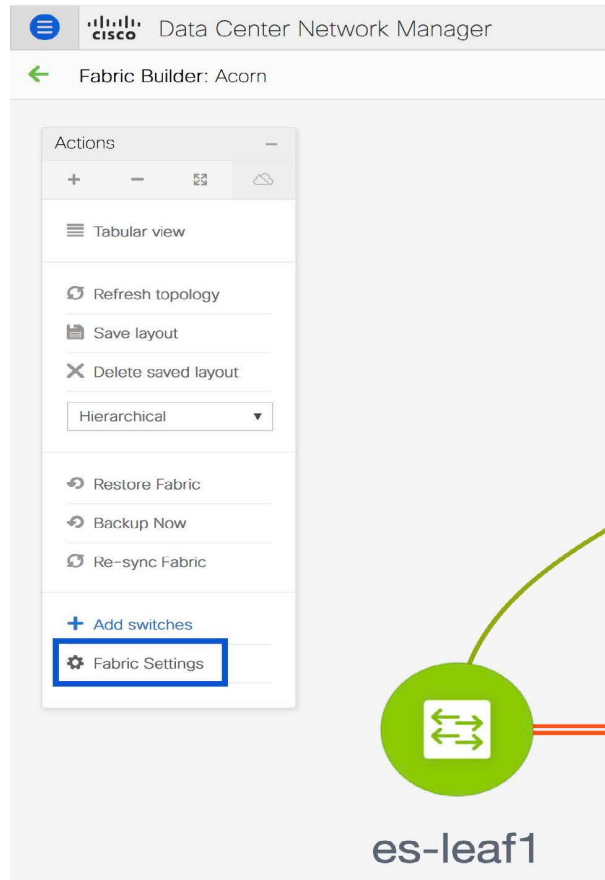 cisco Data Center Network Manager
Fabric Builder: Acorn
Actions
Tabular view
Refresh topology
Save layout
Delete saved layout
Hierarchical
Restore Fabric
Backup Now
Re-sync Fabric
Add switches
Fabric Settings
es-leaf1